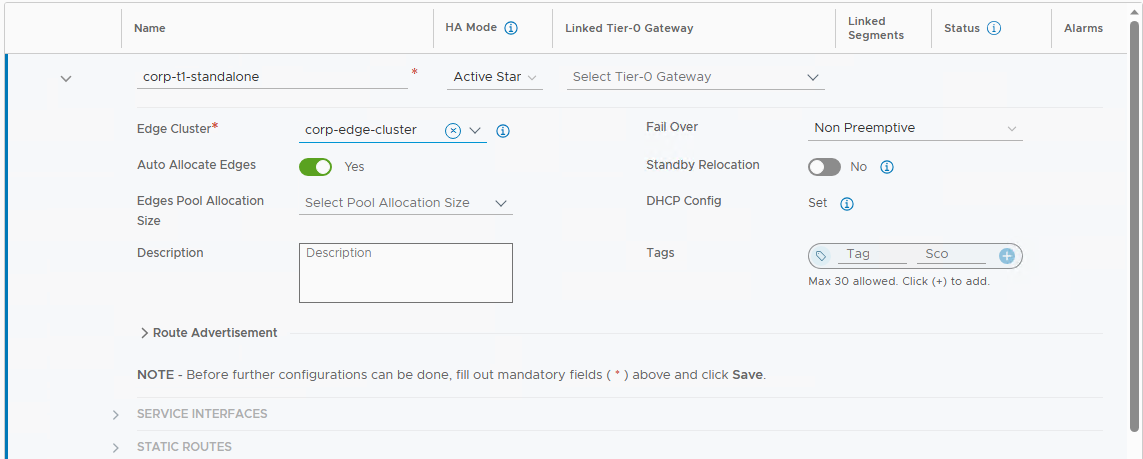 Name
HA Mode
Linked Tier-0 Gateway
Linked
Segments
Status
Alarms
corp-t1-standalone *
Active Star
Select Tier-0 Gateway
Edge Cluster*
corp-edge-cluster
Fail Over
Non Preemptive
Auto Allocate Edges
Yes
Standby Relocation
No
Edges Pool Allocation
Size
Select Pool Allocation Size
DHCP Config
Set
Description
Description
Tags
Tag
Sco
Max 30 allowed. Click (+) to add.
Route Advertisement
NOTE - Before further configurations can be done, fill out mandatory fields ( * ) above and click Save.
SERVICE INTERFACES
STATIC ROUTES